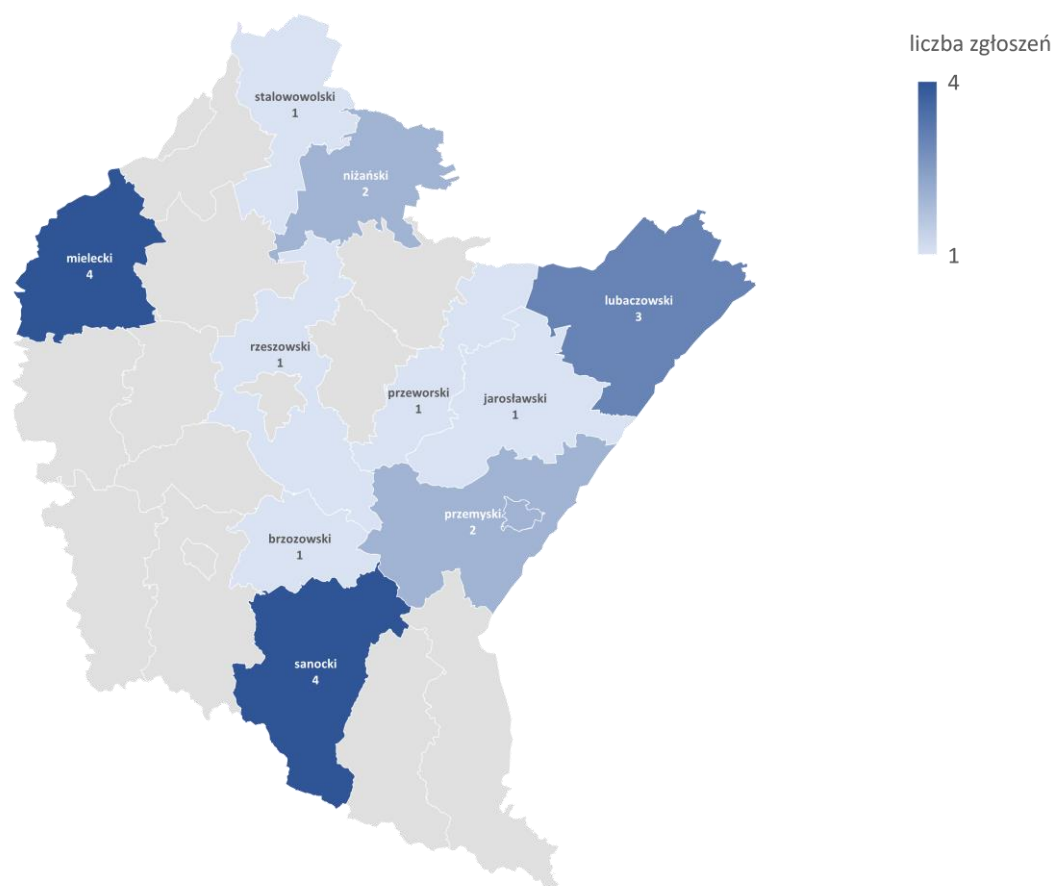 liczba zgłoszeń
4
1
stalowowolski
1
niżański
2
mielecki
4
lubaczowski
3
rzeszowski
1
przeworski
1
jarosławski
1
przemyski
2
brzozowski
1
sanocki
4